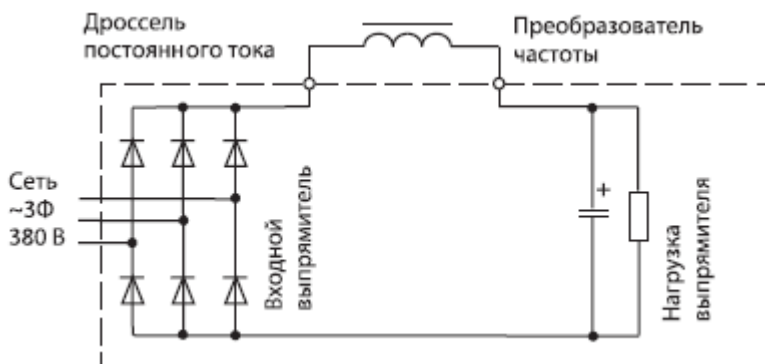 Дроссель
постоянного тока
Преобразователь
частоты
Сеть
~3Ф
380 В
Входной
выпрямитель
+
Нагрузка
выпрямителя